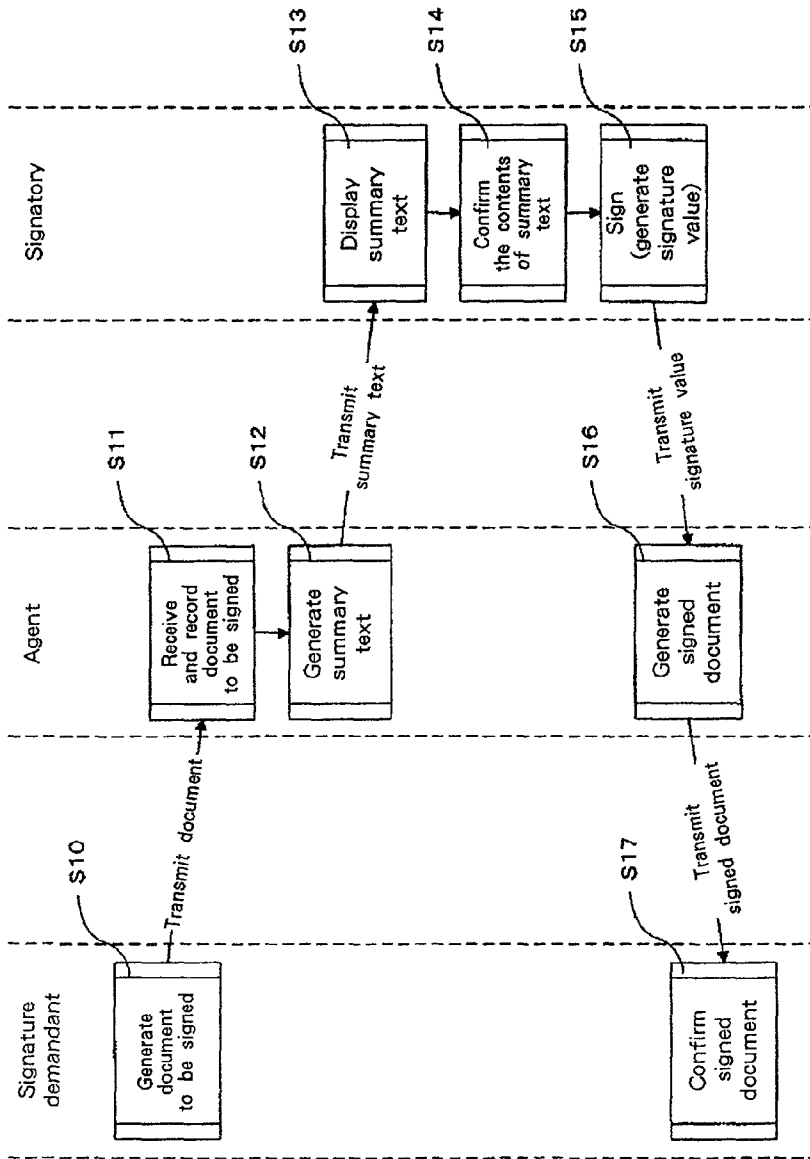 Signature
demandant
Agent
Signatory
S10
Generate
document
to be signed
Transmit document
S11
Receive
and record
document
to be signed
S12
Generate
summary
text
Transmit
summary text
S13
Display
summary
text
S14
Confirm
the contents
of summary
text
S15
Sign
(generate
signature
value)
Transmit
signature value
S16
Generate
signed
document
Transmit
signed document
S17
Confirm
signed
document